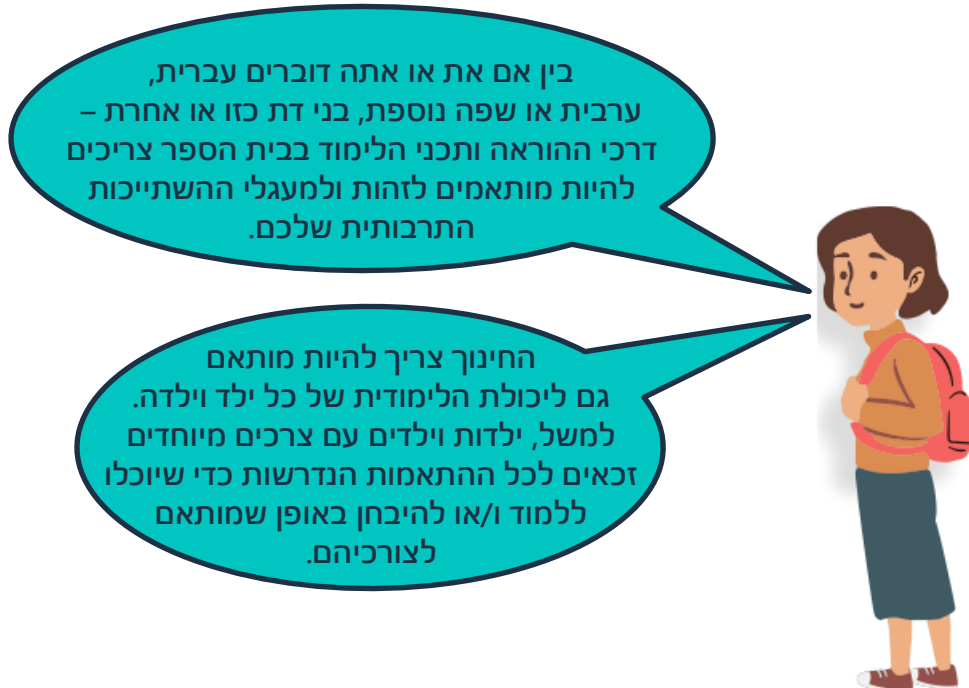 בין אם את או אתה דוברים עברית,
ערבית או שפה נוספת, בני דת כזו או אחרת –
דרכי ההוראה ותכני הלימוד בבית הספר צריכים
להיות מותאמים לזהות ולמעגלי ההשתייכות
התרבותית שלכם.
החינוך צריך להיות מותאם
גם ליכולת הלימודית של כל ילד וילדה.
למשל, ילדות וילדים עם צרכים מיוחדים
זכאים לכל ההתאמות הנדרשות כדי שיוכלו
ללמוד ו/או להיבחן באופן שמותאם
לצורכיהם.